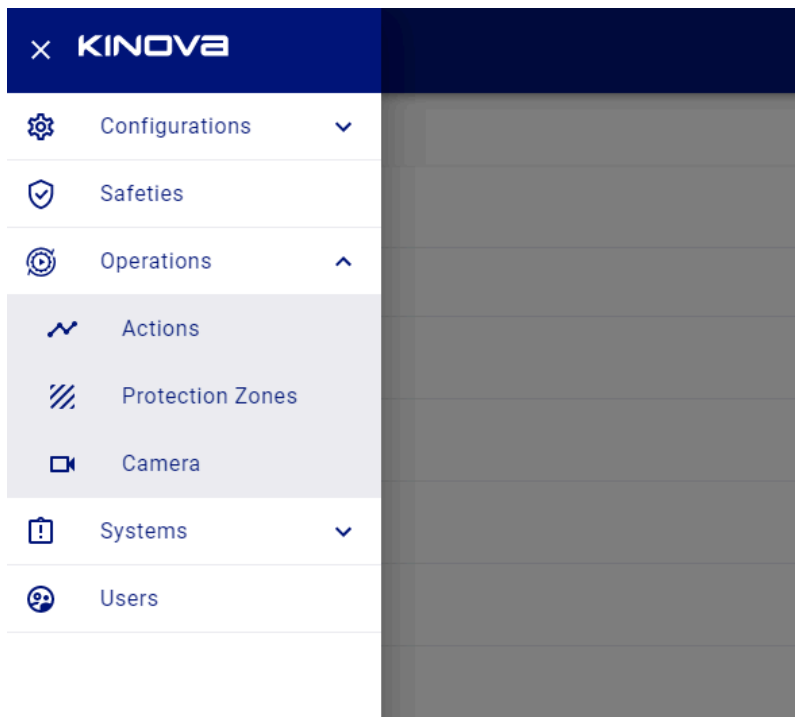 KINOVA
Configurations
Safeties
Operations
Actions
Protection Zones
Camera
Systems
Users